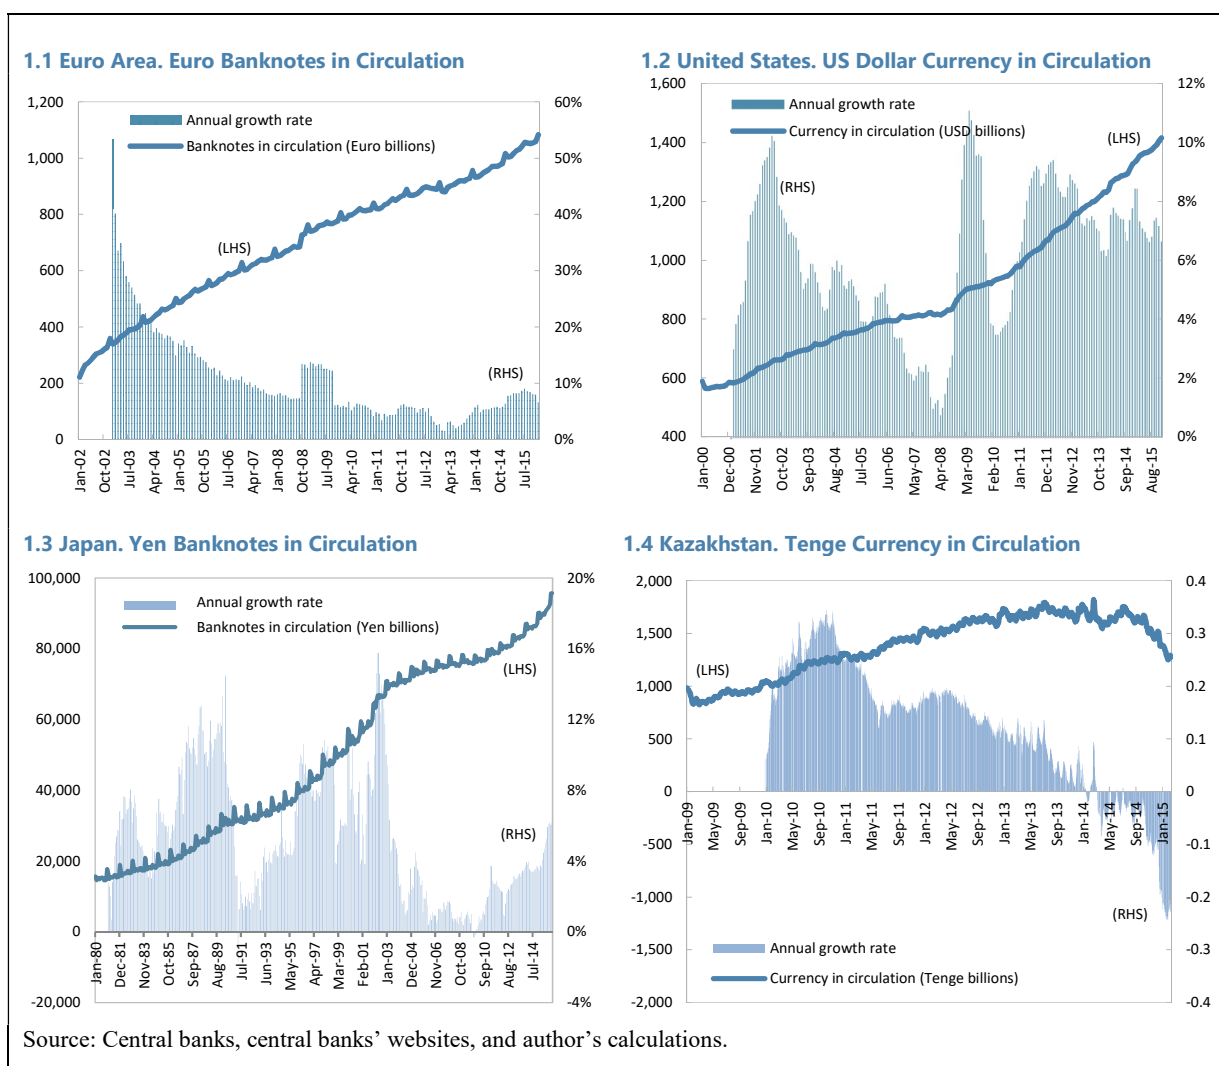 1.1 Euro Area. Euro Banknotes in Circulation
1,200
1,000
800
600
400
200
0
60%
50%
40%
30%
20%
10%
0%
Annual growth rate
Banknotes in circulation (Euro billions)
(LHS)
(RHS)
Jan-02
Oct-02
Jul-03
Apr-04
Jan-05
Oct-05
Jul-06
Apr-07
Jan-08
Oct-08
Jul-09
Apr-10
Jan-11
Oct-11
Jul-12
Apr-13
Jan-14
Oct-14
Jul-15
1.2 United States. US Dollar Currency in Circulation
1,600
1,400
1,200
1,000
800
600
400
12%
10%
8%
6%
4%
2%
0%
Annual growth rate
Currency in circulation (USD billions)
(LHS)
(RHS)
Jan-00
Dec-00
Nov-01
Oct-02
Sep-03
Aug-04
Jul-05
Jun-06
May-07
Apr-08
Mar-09
Feb-10
Jan-11
Dec-11
Nov-12
Oct-13
Sep-14
Aug-15
1.3 Japan. Yen Banknotes in Circulation
100,000
80,000
60,000
40,000
20,000
0
-20,000
20%
16%
12%
8%
4%
0%
-4%
Annual growth rate
Banknotes in circulation (Yen billions)
(LHS)
(RHS)
Jan-80
Dec-81
Nov-83
Oct-85
Sep-87
Aug-89
Jul-91
Jun-93
May-95
Apr-97
Mar-99
Feb-01
Jan-03
Dec-04
Nov-06
Oct-08
Sep-10
Aug-12
Jul-14
1.4 Kazakhstan. Tenge Currency in Circulation
2,000
1,500
1,000
500
0
-500
-1,000
-1,500
-2,000
0.4
0.3
0.2
0.1
0
-0.1
-0.2
-0.3
-0.4
(LHS)
(RHS)
Jan-09
May-09
Sep-09
Jan-10
May-10
Sep-10
Jan-11
May-11
Sep-11
Jan-12
May-12
Sep-12
Jan-13
May-13
Sep-13
Jan-14
May-14
Sep-14
Jan-15
Annual growth rate
Currency in circulation (Tenge billions)
Source: Central banks, central banks’ websites, and author’s calculations.